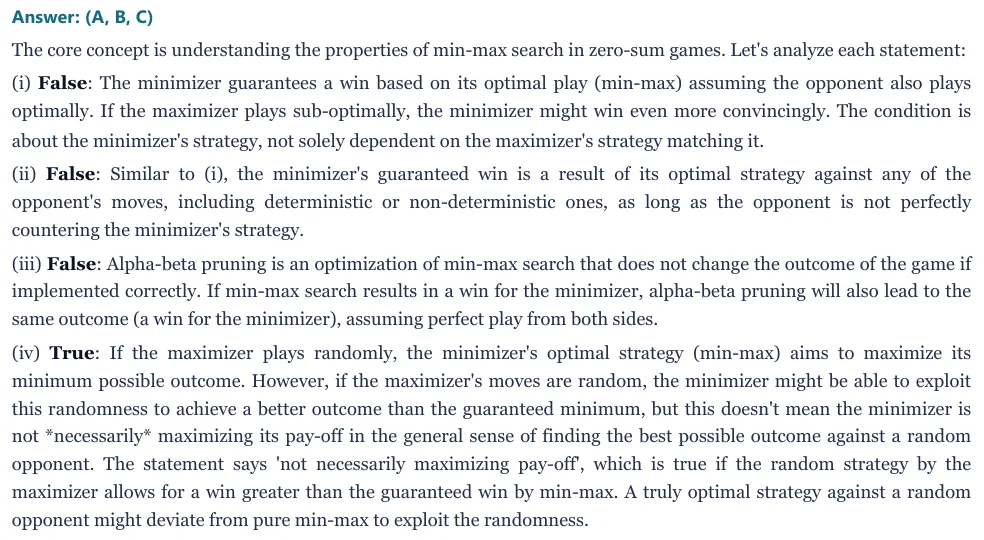 Answer: (A, B, C)
The core concept is understanding the properties of min-max search in zero-sum games. Let's analyze each statement:
(i) False: The minimizer guarantees a win based on its optimal play (min-max) assuming the opponent also plays
optimally. If the maximizer plays sub-optimally, the minimizer might win even more convincingly. The condition is
about the minimizer's strategy, not solely dependent on the maximizer's strategy matching it.
(ii) False: Similar to (i), the minimizer's guaranteed win is a result of its optimal strategy against any of the
opponent's moves, including deterministic or non-deterministic ones, as long as the opponent is not perfectly
countering the minimizer's strategy.
(iii) False: Alpha-beta pruning is an optimization of min-max search that does not change the outcome of the game if
implemented correctly. If min-max search results in a win for the minimizer, alpha-beta pruning will also lead to the
same outcome (a win for the minimizer), assuming perfect play from both sides.
(iv) True: If the maximizer plays randomly, the minimizer's optimal strategy (min-max) aims to maximize its
minimum possible outcome. However, if the maximizer's moves are random, the minimizer might be able to exploit
this randomness to achieve a better outcome than the guaranteed minimum, but this doesn't mean the minimizer is
not *necessarily* maximizing its pay-off in the general sense of finding the best possible outcome against a random
opponent. The statement says 'not necessarily maximizing pay-off', which is true if the random strategy by the
maximizer allows for a win greater than the guaranteed win by min-max. A truly optimal strategy against a random
opponent might deviate from pure min-max to exploit the randomness.